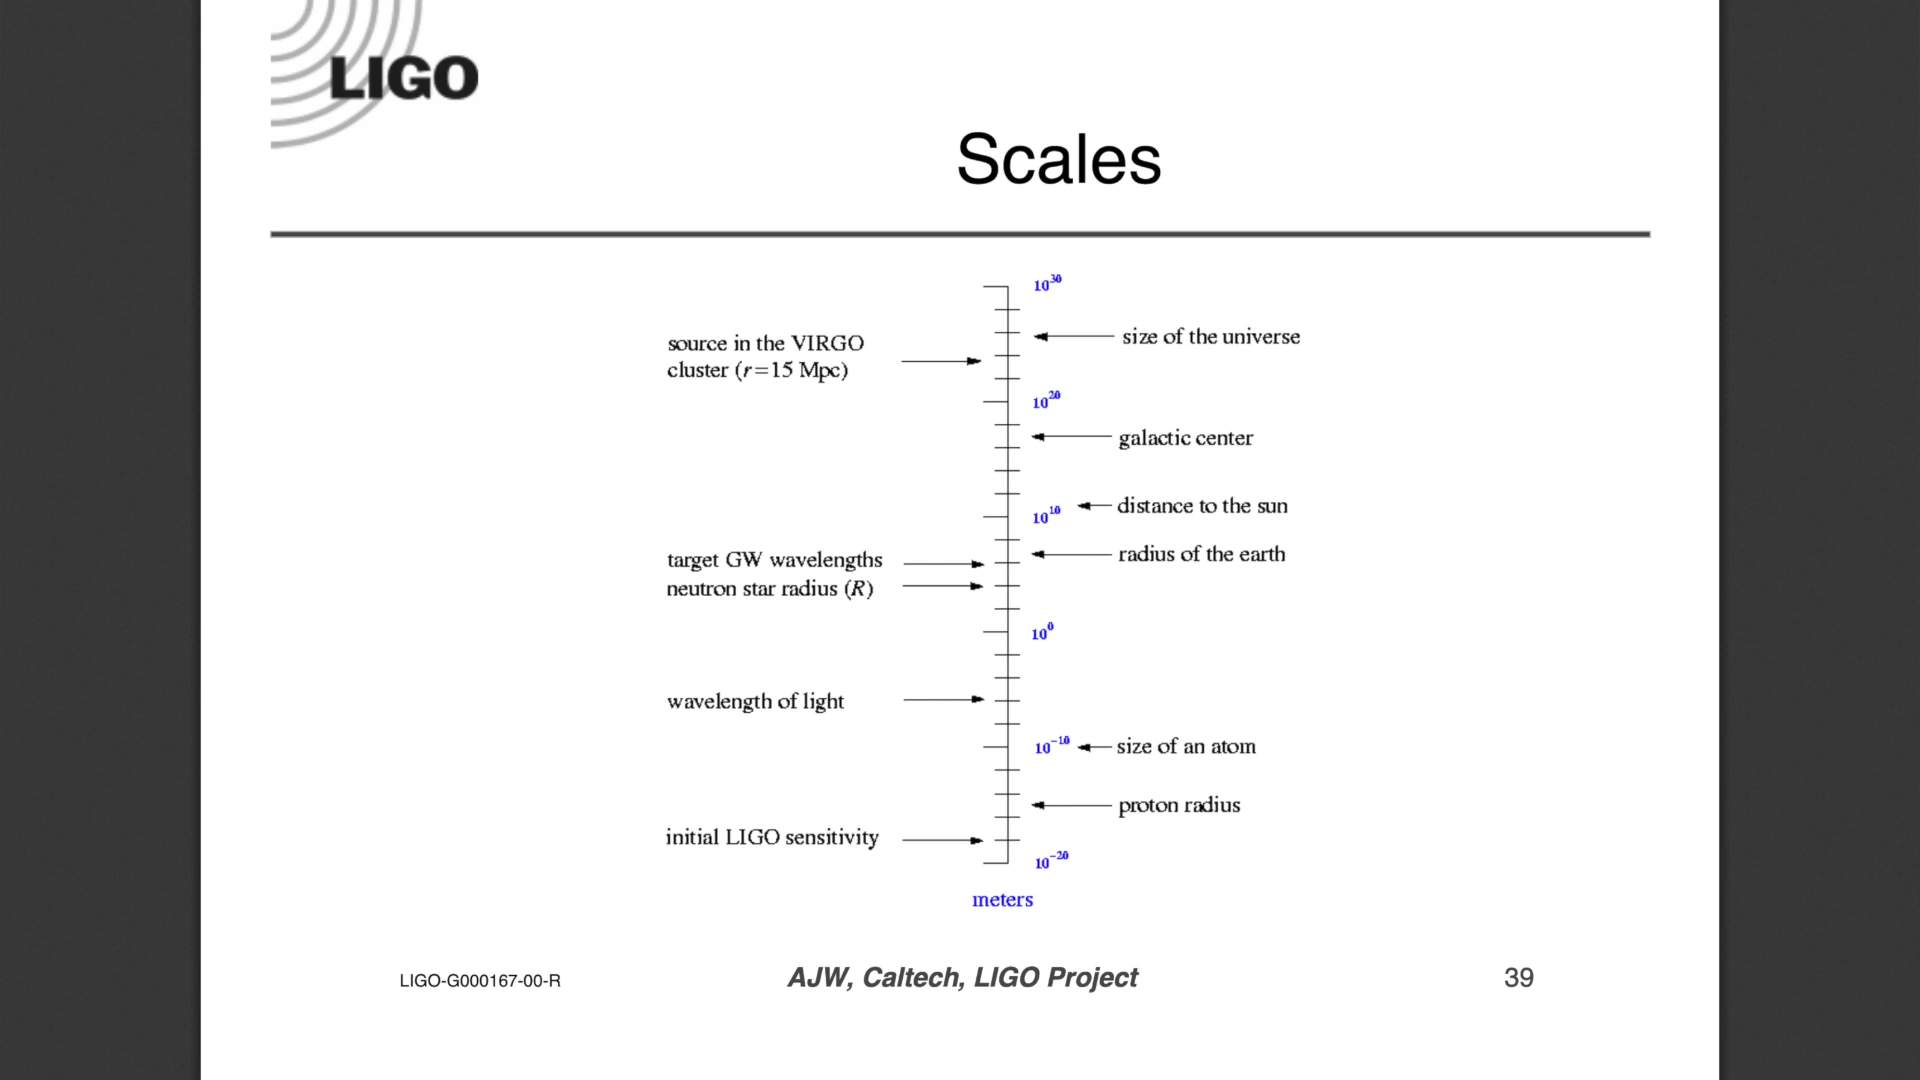 LIGO
Scales
10^30
source in the VIRGO
cluster (r=15 Mpc)
size of the universe
10^20
galactic center
distance to the sun
10^10
target GW wavelengths
radius of the earth
neutron star radius (R)
10^0
wavelength of light
10^-10
size of an atom
proton radius
initial LIGO sensitivity
10^-20
meters
LIGO-G000167-00-R
AJW, Caltech, LIGO Project
39